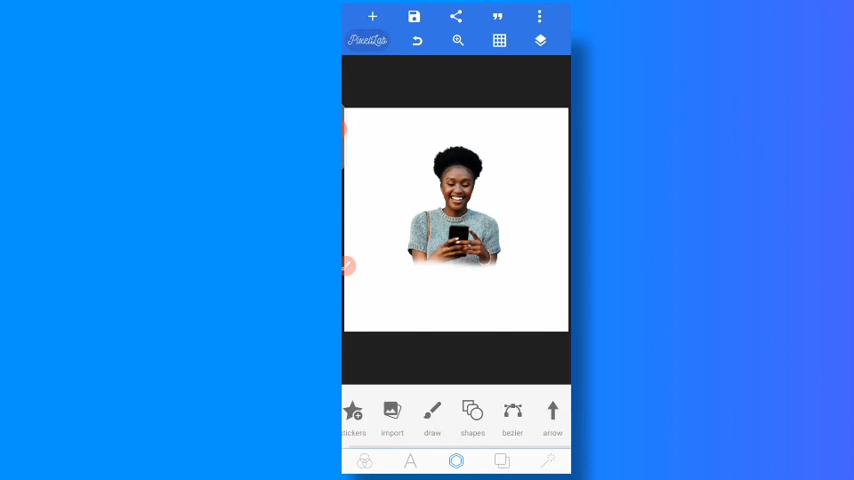 PixelLab
stickers
import
draw
shapes
bezier
arrow